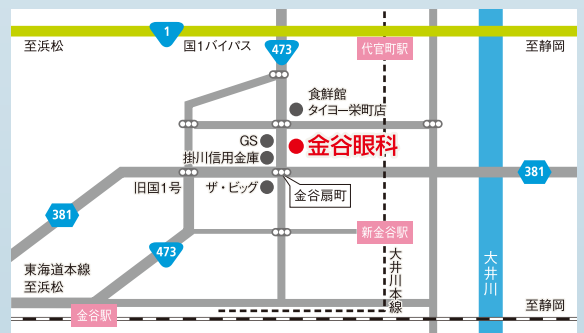 1
至浜松
国1バイパス
473
代官町駅
至静岡
食鮮館
タイヨー栄町店
GS
金谷眼科
掛川信用金庫
旧国1号
ザ・ビッグ
金谷扇町
381
381
新金谷駅
473
大井川本線
大井川
東海道本線
至浜松
至静岡
金谷駅